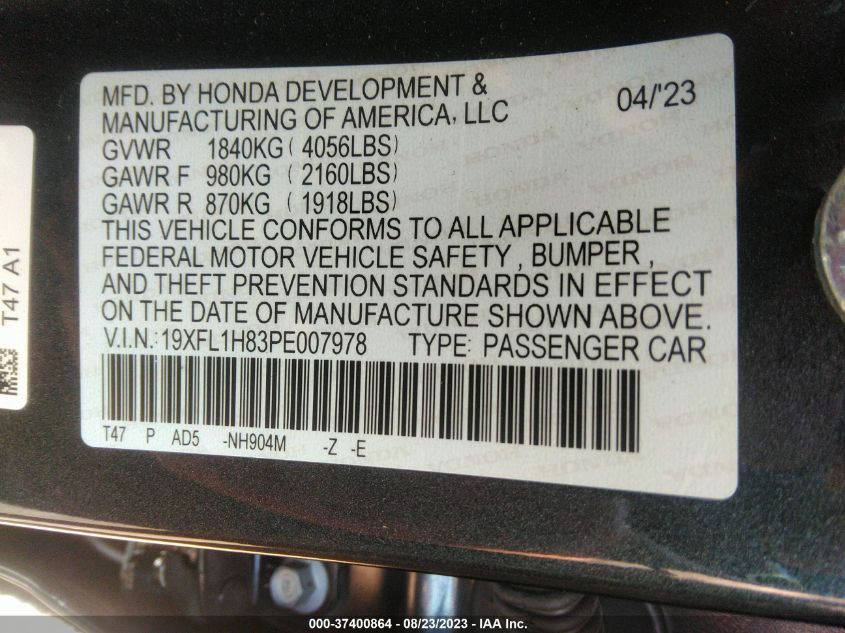 MFD. BY HONDA DEVELOPMENT &
MANUFACTURING OF AMERICA, LLC 04/'23
GVWR 1840KG ( 4056LBS)
GAWR F 980KG ( 2160LBS)
GAWR R 870KG ( 1918LBS)
THIS VEHICLE CONFORMS TO ALL APPLICABLE
FEDERAL MOTOR VEHICLE SAFETY , BUMPER ,
AND THEFT PREVENTION STANDARDS IN EFFECT
ON THE DATE OF MANUFACTURE SHOWN ABOVE.
V.I.N.: 19XFL1H83PE007978 TYPE: PASSENGER CAR
T47 P AD5 -NH904M -Z -E
T47 A1
000-37400864 - 08/23/2023 - IAA Inc.